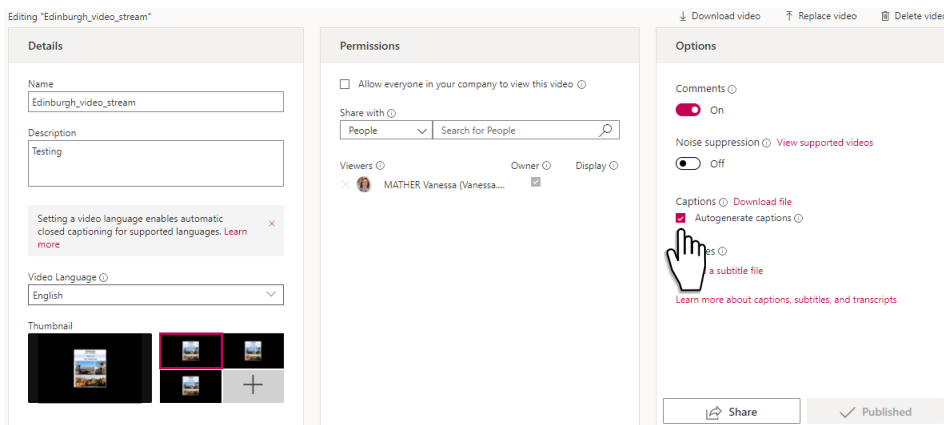 Editing "Edinburgh_video_stream"
Download video
Replace video
Delete video
Details
Name
Edinburgh_video_stream
Description
Testing
Setting a video language enables automatic
closed captioning for supported languages. Learn
more
Video Language
English
Thumbnail
Permissions
Allow everyone in your company to view this video
Share with
People
Search for People
Viewers
Owner
Display
MATHER Vanessa (Vanessa....
Options
Comments
On
Noise suppression
View supported videos
Off
Captions
Download file
Autogenerate captions
a subtitle file
Learn more about captions, subtitles, and transcripts
Share
Published